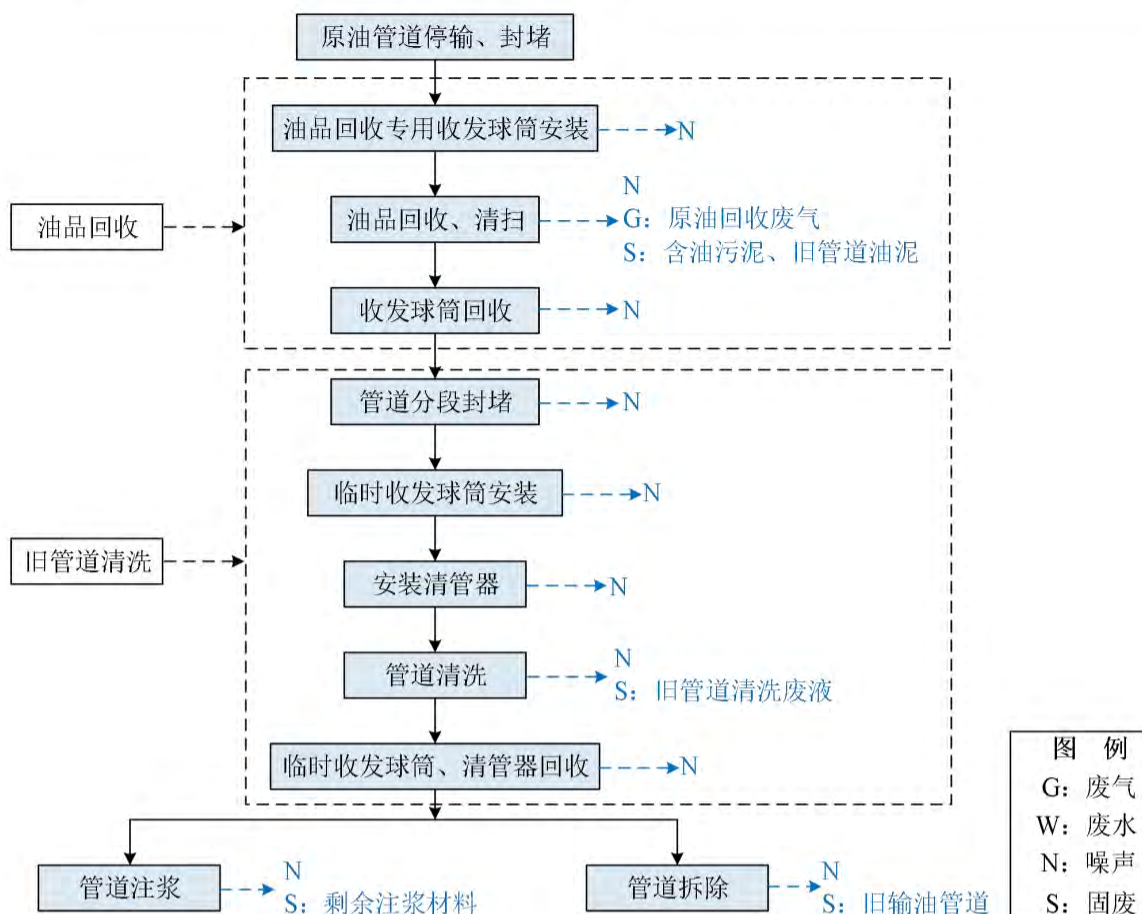 原油管道停输、封堵
油品回收专用收发球筒安装
N
油品回收
油品回收、清扫
N
G：原油回收废气
S：含油污泥、旧管道油泥
收发球筒回收
N
管道分段封堵
N
临时收发球筒安装
N
旧管道清洗
安装清管器
N
管道清洗
N
S：旧管道清洗废液
临时收发球筒、清管器回收
N
管道注浆
N
S：剩余注浆材料
管道拆除
N
S：旧输油管道
图 例
G：废气
W：废水
N：噪声
S：固废